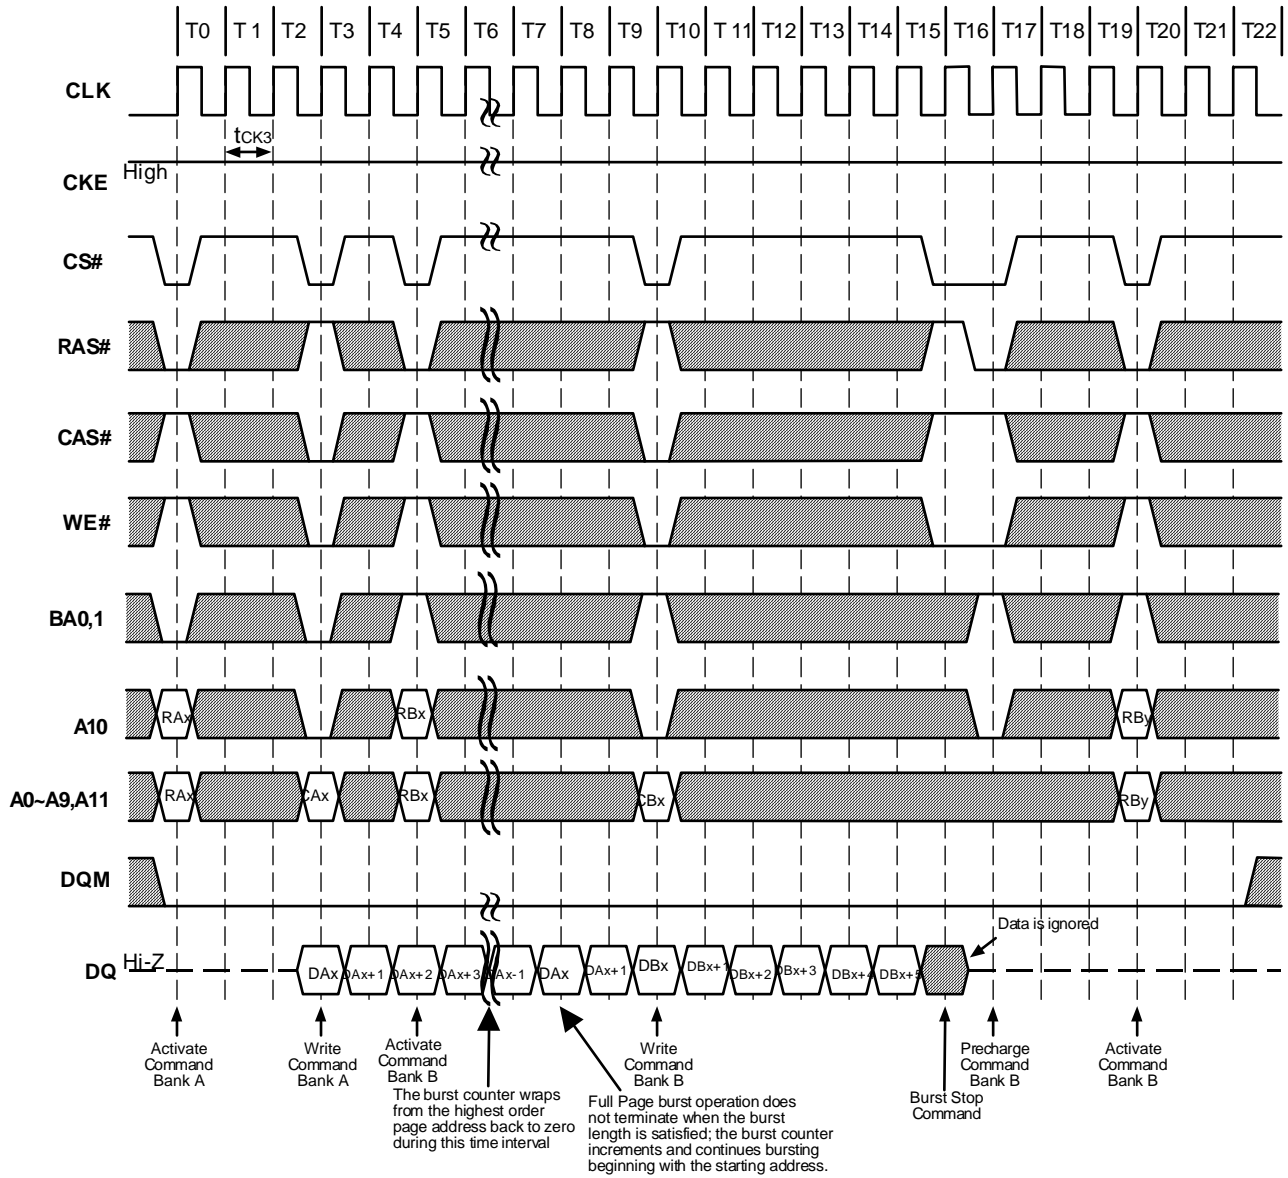 T0 T 1 T2 T3 T4 T5 T6 T7 T8 T9 T10 T 11 T12 T13 T14 T15 T16 T17 T18 T19 T20 T21 T22
CLK
tCK3
High
CKE
CS#
RAS#
CAS#
WE#
BA0,1
A10
RAx RBx RBy
A0~A9,A11
RAx CAx RBx CBx RBy
DQM
Data is ignored
DQ
Hi-Z
DAx DAx+1 DAx+2 DAx+3 DAx-1 DAx DAx+1 DBx DBx+1 DBx+2 DBx+3 DBx+4 DBx+5
Activate
Command
Bank A
Write
Command
Bank A
Activate
Command
Bank B
Write
Command
Bank B
Precharge
Command
Bank B
Activate
Command
Bank B
The burst counter wraps
from the highest order
page address back to zero
during this time interval
Full Page burst operation does
not terminate when the burst
length is satisfied; the burst counter
increments and continues bursting
beginning with the starting address.
Burst Stop
Command